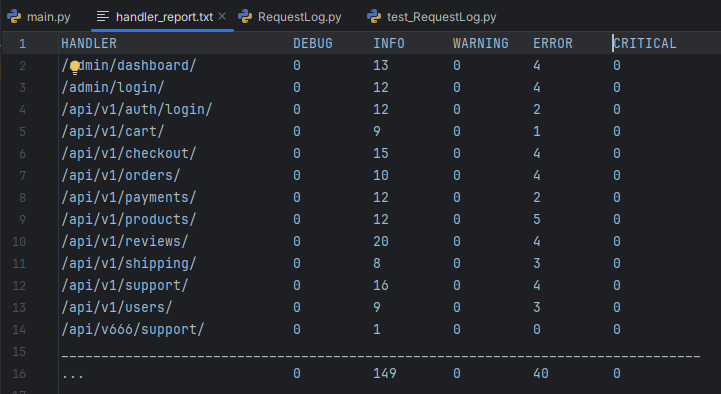 main.py handler_report.txt RequestLog.py test_RequestLog.py
1 HANDLER DEBUG INFO WARNING ERROR CRITICAL
2 /admin/dashboard/ 0 13 0 4 0
3 /admin/login/ 0 12 0 4 0
4 /api/v1/auth/login/ 0 12 0 2 0
5 /api/v1/cart/ 0 9 0 1 0
6 /api/v1/checkout/ 0 15 0 4 0
7 /api/v1/orders/ 0 10 0 4 0
8 /api/v1/payments/ 0 12 0 2 0
9 /api/v1/products/ 0 12 0 5 0
10 /api/v1/reviews/ 0 20 0 4 0
11 /api/v1/shipping/ 0 8 0 3 0
12 /api/v1/support/ 0 16 0 4 0
13 /api/v1/users/ 0 9 0 3 0
14 /api/v666/support/ 0 1 0 0 0
15 ________________________________________________________________________________
16 ... 0 149 0 40 0